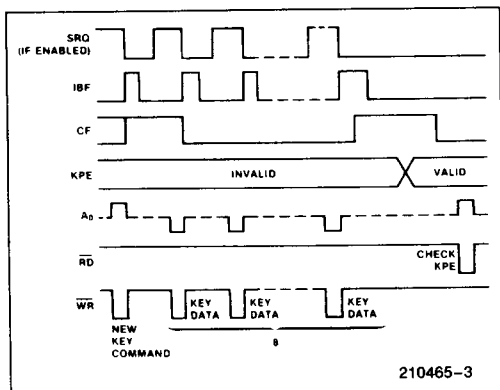 SRQ
(IF ENABLED)
IBF
CF
KPE
INVALID
VALID
A0
RD
CHECK
KPE
WR
KEY
DATA
KEY
DATA
KEY
DATA
NEW
KEY
COMMAND
8
210465-3